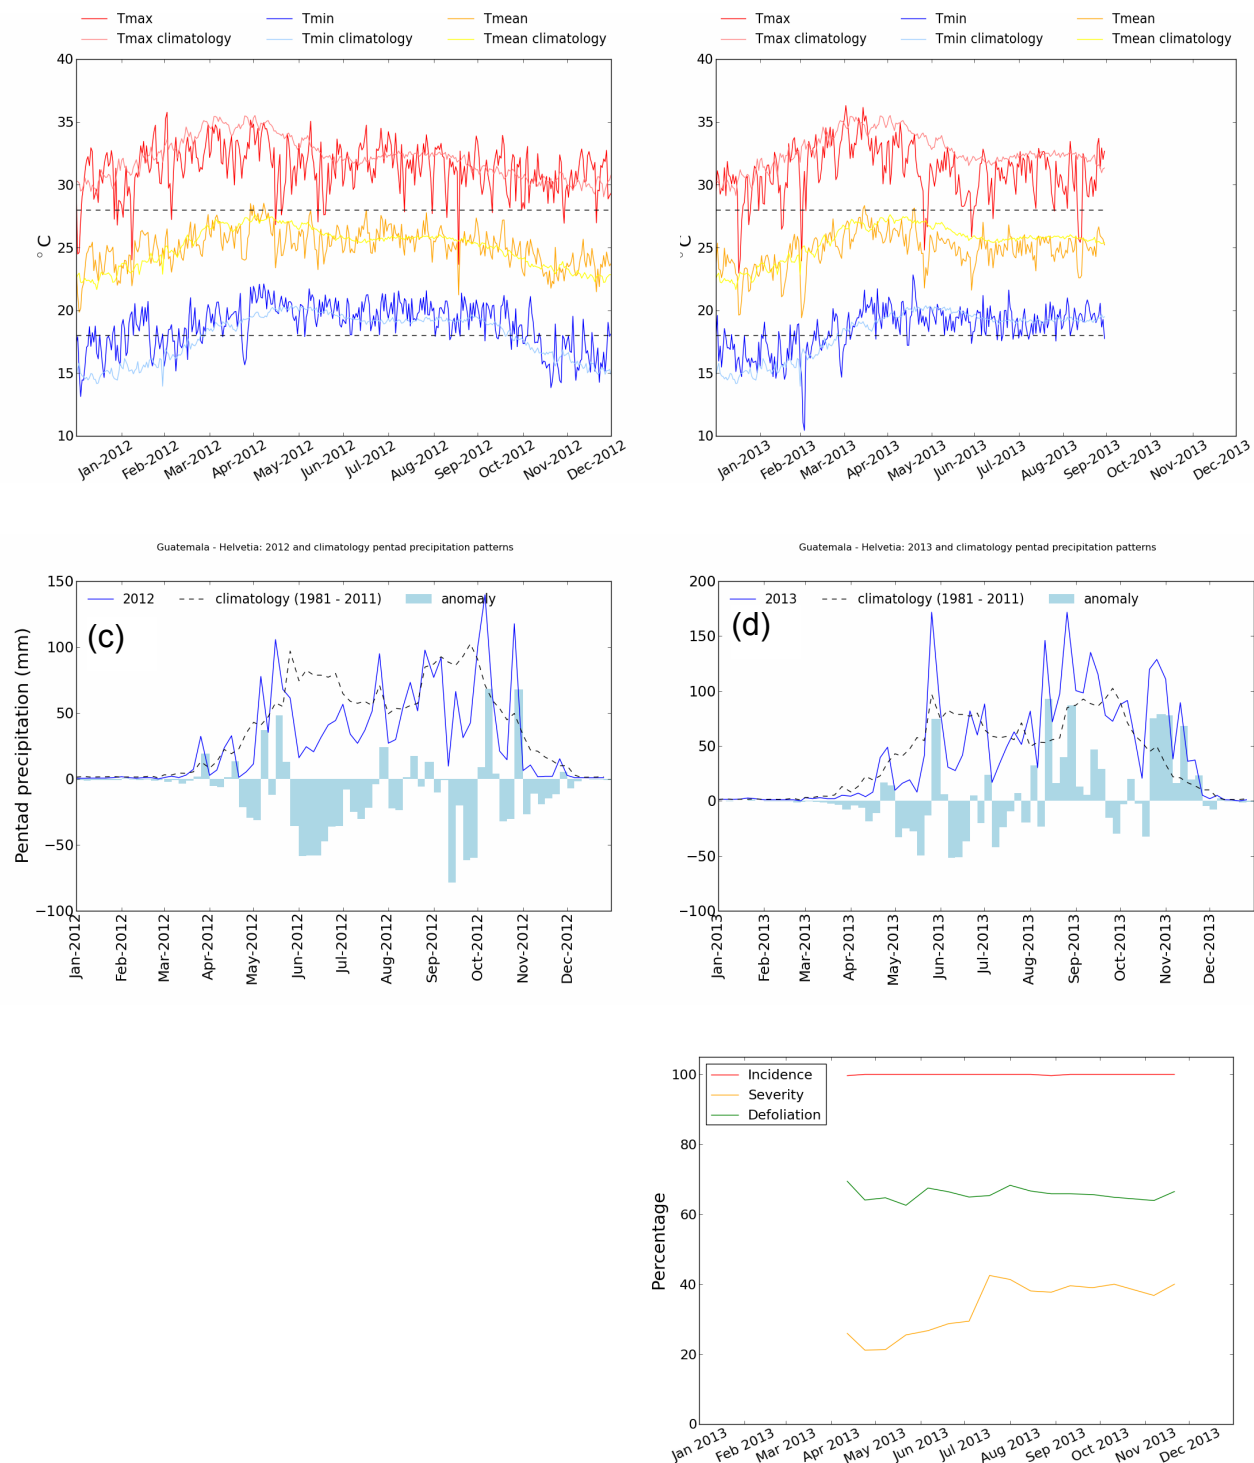 Tmax Tmin Tmean
Tmax climatology Tmin climatology Tmean climatology
40
35
30
25
20
15
10
°C
Jan-2012 Feb-2012 Mar-2012 Apr-2012 May-2012 Jun-2012 Jul-2012 Aug-2012 Sep-2012 Oct-2012 Nov-2012 Dec-2012
Tmax Tmin Tmean
Tmax climatology Tmin climatology Tmean climatology
40
35
30
25
20
15
10
°C
Jan-2013 Feb-2013 Mar-2013 Apr-2013 May-2013 Jun-2013 Jul-2013 Aug-2013 Sep-2013 Oct-2013 Nov-2013 Dec-2013
Guatemala - Helvetia: 2012 and climatology pentad precipitation patterns
2012 climatology (1981 - 2011) anomaly
(c)
150
100
50
0
−50
−100
Pentad precipitation (mm)
Jan-2012 Feb-2012 Mar-2012 Apr-2012 May-2012 Jun-2012 Jul-2012 Aug-2012 Sep-2012 Oct-2012 Nov-2012 Dec-2012
Guatemala - Helvetia: 2013 and climatology pentad precipitation patterns
2013 climatology (1981 - 2011) anomaly
(d)
200
150
100
50
0
−50
−100
Jan-2013 Feb-2013 Mar-2013 Apr-2013 May-2013 Jun-2013 Jul-2013 Aug-2013 Sep-2013 Oct-2013 Nov-2013 Dec-2013
Incidence
Severity
Defoliation
100
80
60
40
20
0
Percentage
Jan 2013 Feb 2013 Mar 2013 Apr 2013 May 2013 Jun 2013 Jul 2013 Aug 2013 Sep 2013 Oct 2013 Nov 2013 Dec 2013